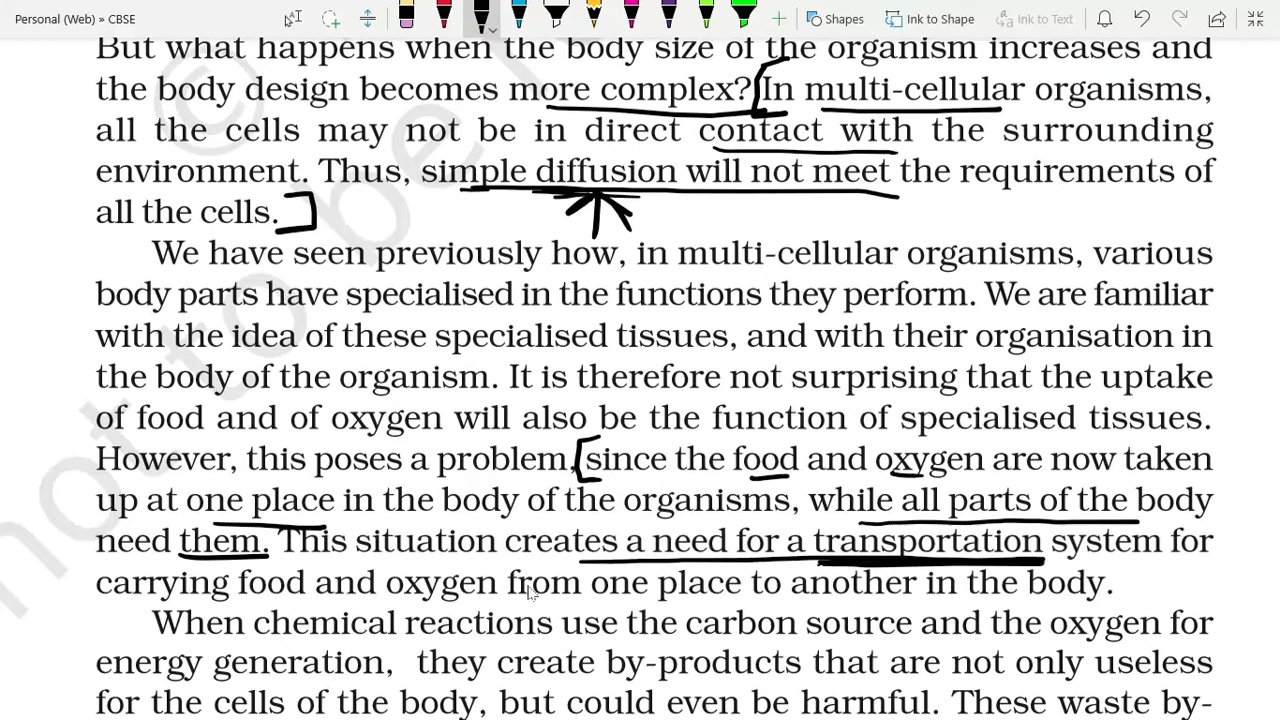 Personal (Web) » CBSE
Shapes
Ink to Shape
Ink to Text
But what happens when the body size of the organism increases and
the body design becomes more complex? In multi-cellular organisms,
all the cells may not be in direct contact with the surrounding
environment. Thus, simple diffusion will not meet the requirements of
all the cells.
We have seen previously how, in multi-cellular organisms, various
body parts have specialised in the functions they perform. We are familiar
with the idea of these specialised tissues, and with their organisation in
the body of the organism. It is therefore not surprising that the uptake
of food and of oxygen will also be the function of specialised tissues.
However, this poses a problem, since the food and oxygen are now taken
up at one place in the body of the organisms, while all parts of the body
need them. This situation creates a need for a transportation system for
carrying food and oxygen from one place to another in the body.
When chemical reactions use the carbon source and the oxygen for
energy generation, they create by-products that are not only useless
for the cells of the body, but could even be harmful. These waste by-
© not to be r